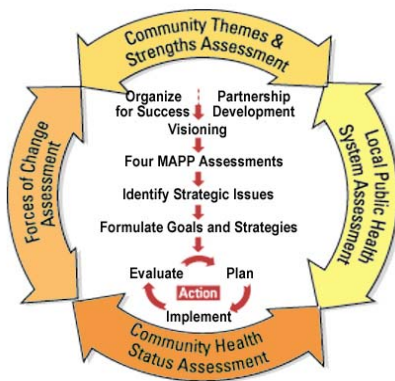 Community Themes &
Strengths Assessment
Organize
for Success
Partnership
Development
Visioning
Four MAPP Assessments
Identify Strategic Issues
Formulate Goals and Strategies
Evaluate
Plan
Action
Implement
Forces of Change
Assessment
Local Public Health
System Assessment
Community Health
Status Assessment